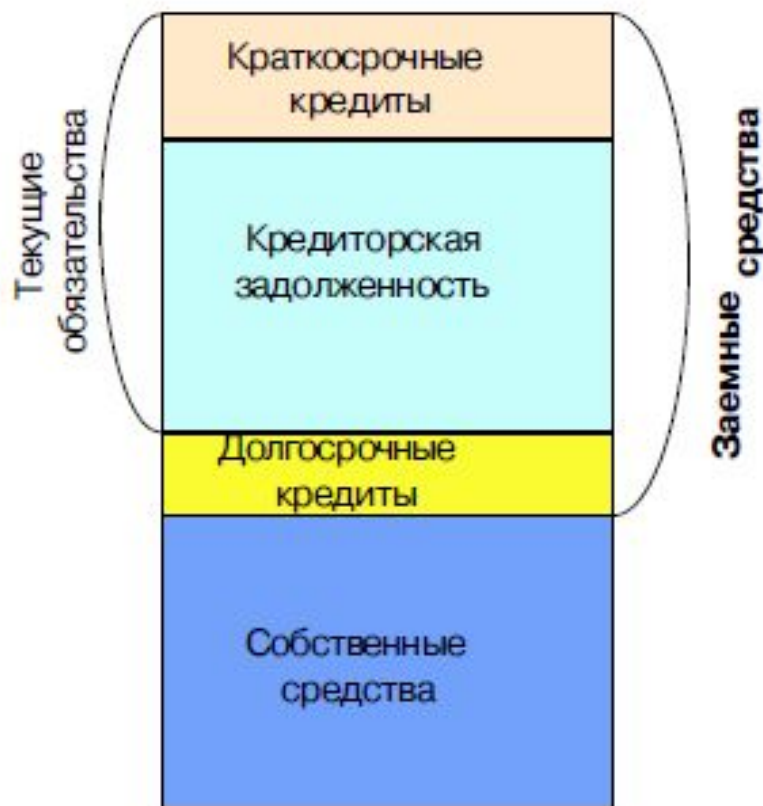 Краткосрочные
кредиты
Текущие
обязательства
Кредиторская
задолженность
Заемные средства
Долгосрочные
кредиты
Собственные
средства